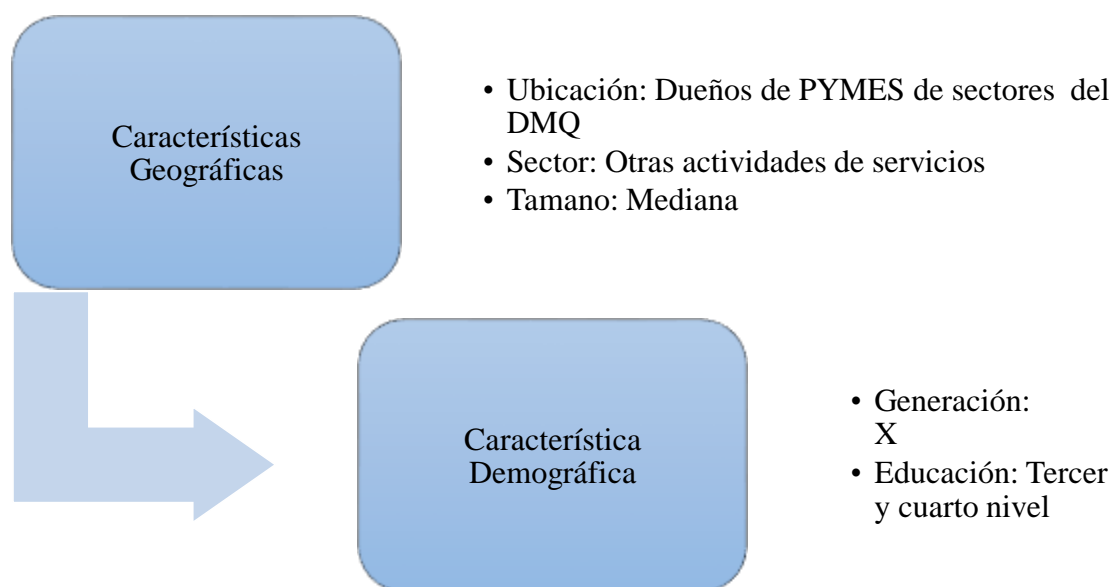 Características
Geográficas
• Ubicación: Dueños de PYMES de sectores del
DMQ
• Sector: Otras actividades de servicios
• Tamano: Mediana
Característica
Demográfica
• Generación:
X
• Educación: Tercer
y cuarto nivel